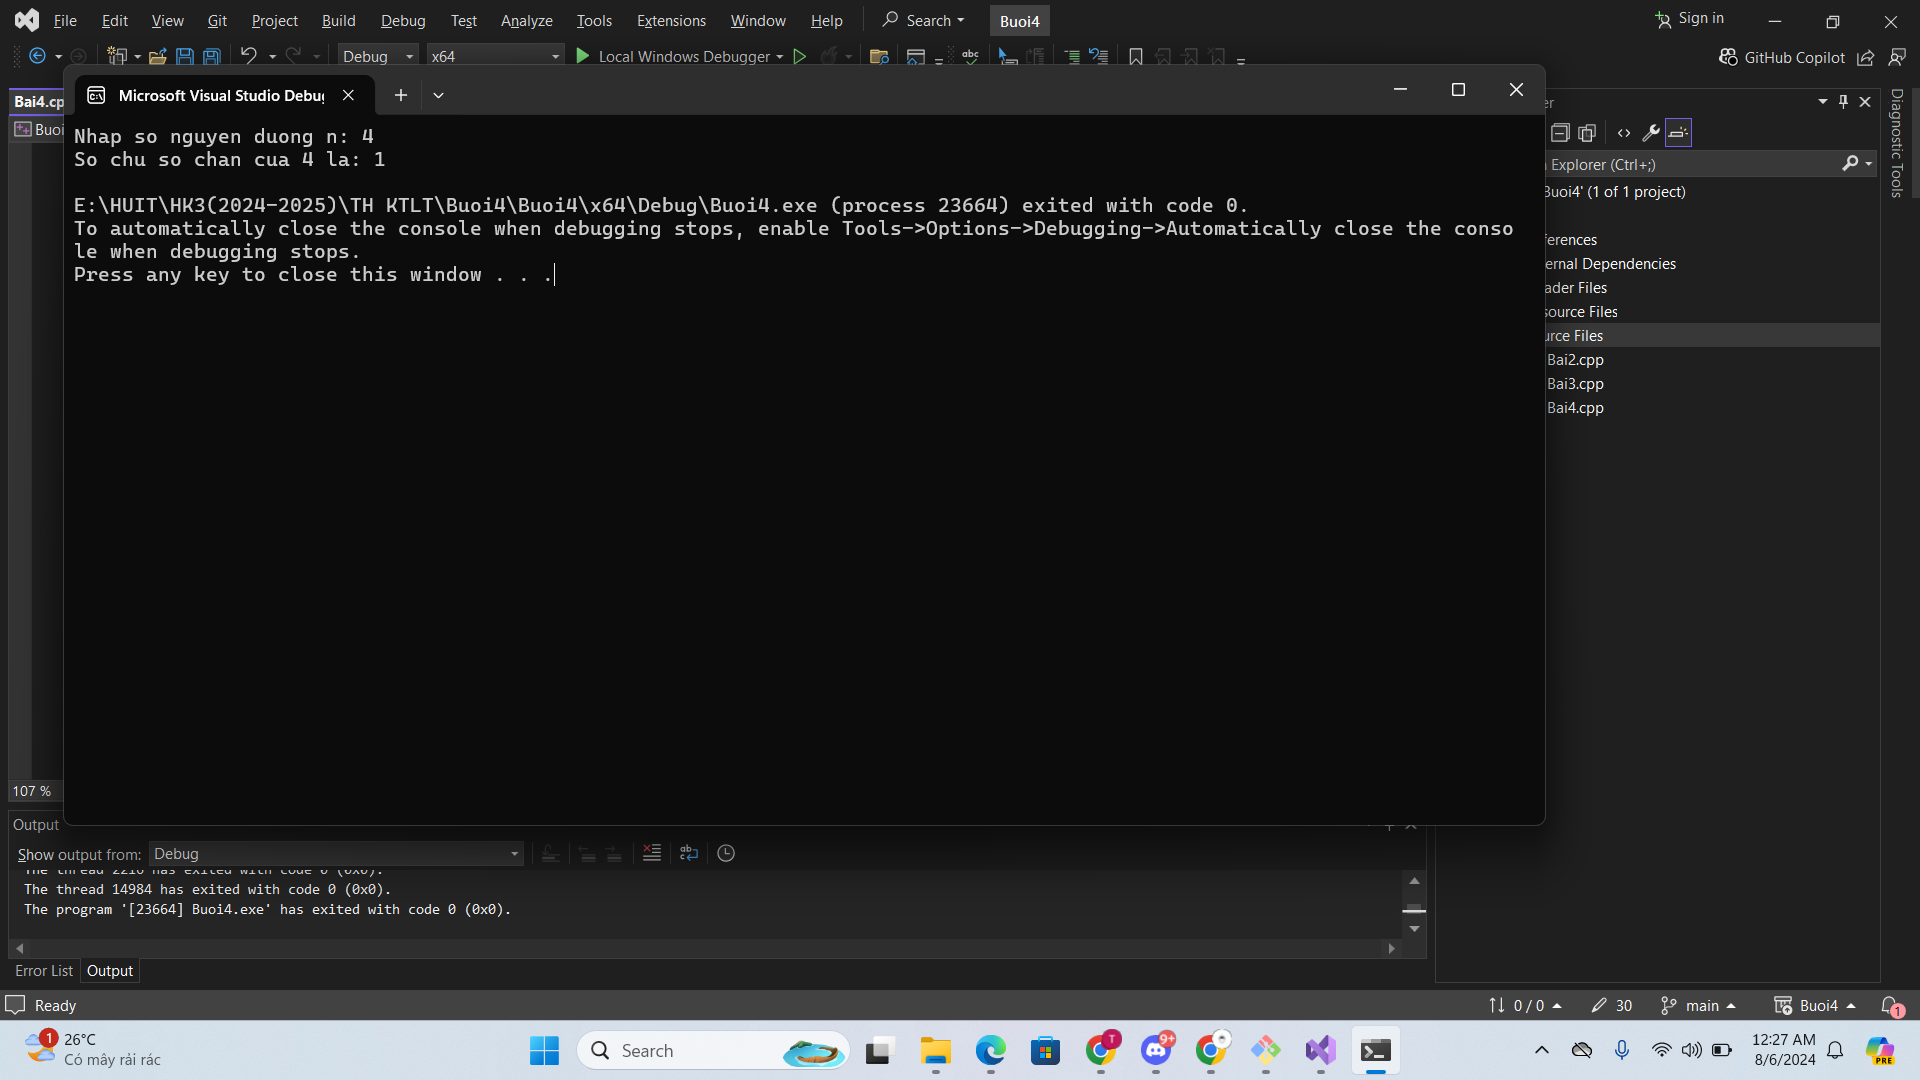 File Edit View Git Project Build Debug Test Analyze Tools Extensions Window Help Search Buoi4 Sign in
Debug x64 Local Windows Debugger GitHub Copilot
Bai4.cp
Microsoft Visual Studio Debu
Buoi
Nhap so nguyen duong n: 4
So chu so chan cua 4 la: 1
E:\HUIT\HK3(2024-2025)\TH KTLT\Buoi4\Buoi4\x64\Debug\Buoi4.exe (process 23664) exited with code 0.
To automatically close the console when debugging stops, enable Tools->Options->Debugging->Automatically close the conso
le when debugging stops.
Press any key to close this window . . .
er
Explorer (Ctrl+;)
Buoi4' (1 of 1 project)
ferences
ernal Dependencies
ader Files
source Files
urce Files
Bai2.cpp
Bai3.cpp
Bai4.cpp
Diagnostic Tools
107 %
Output
Show output from: Debug
The thread 2216 has exited with code 0 (0x0).
The thread 14984 has exited with code 0 (0x0).
The program '[23664] Buoi4.exe' has exited with code 0 (0x0).
Error List Output
Ready 0 / 0 30 main Buoi4 1
1 26°C
Có mây rải rác
Search
T
9+
12:27 AM
8/6/2024
PRE